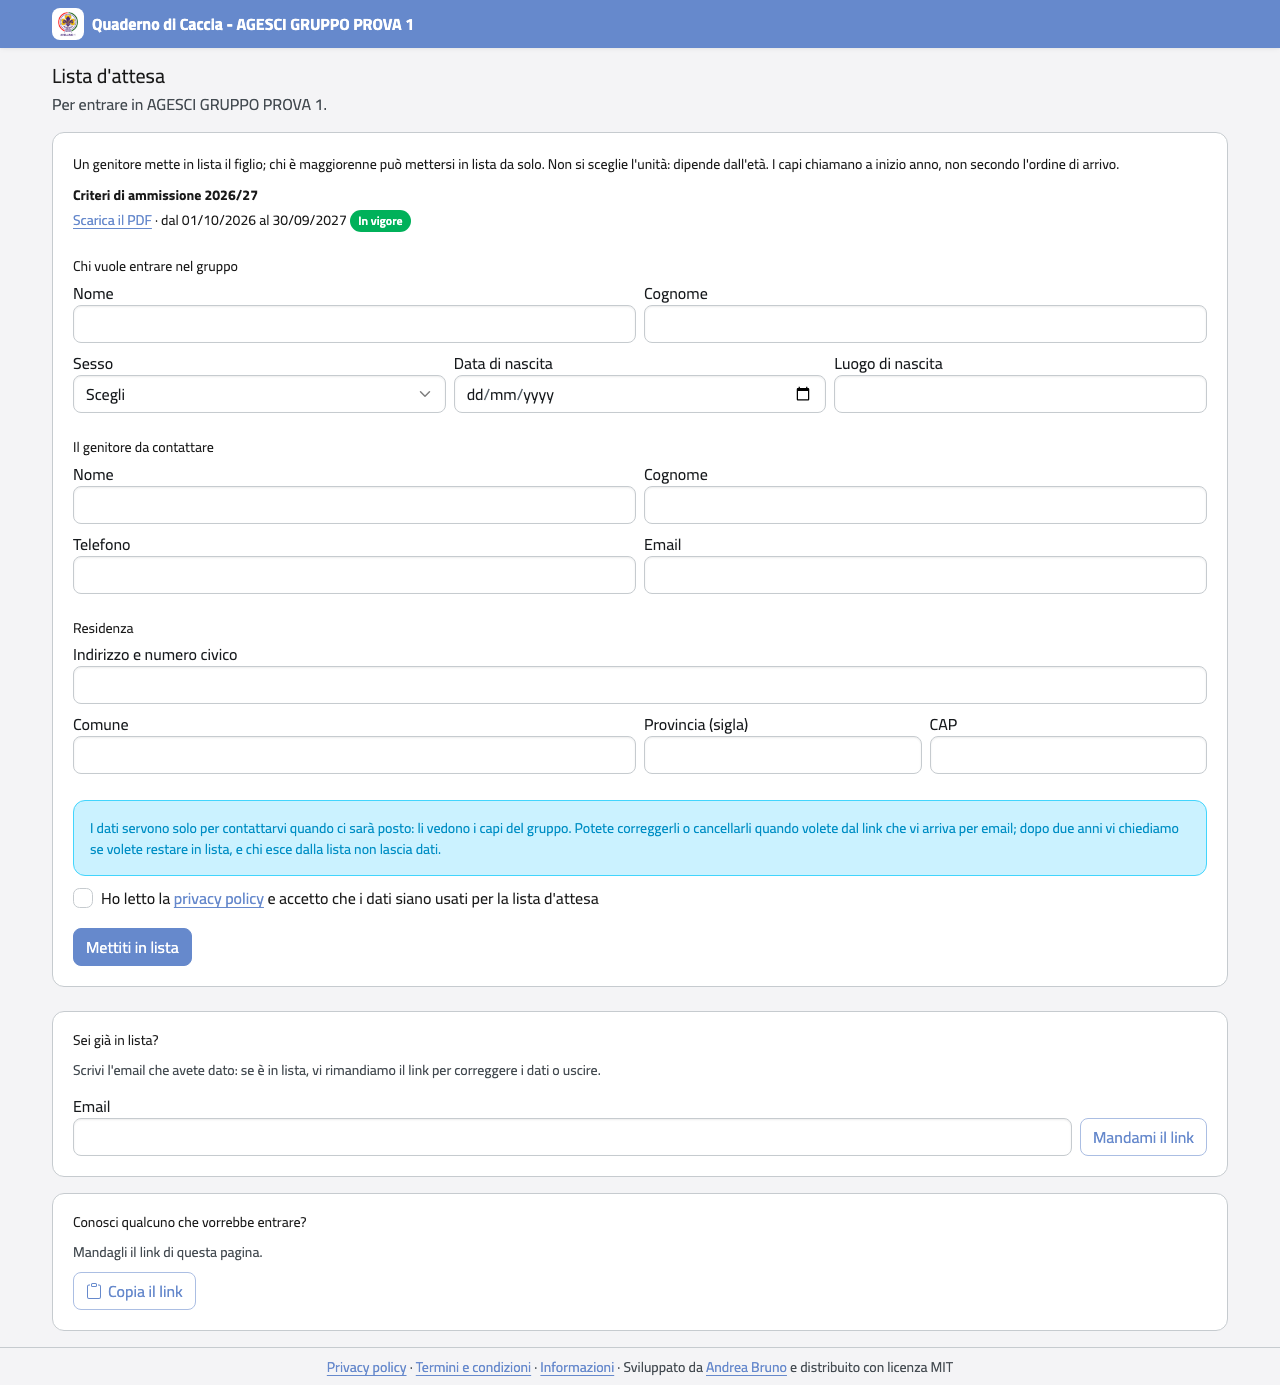 Quaderno di Caccia - AGESCI GRUPPO PROVA 1
Lista d'attesa
Per entrare in AGESCI GRUPPO PROVA 1.
Un genitore mette in lista il figlio; chi è maggiorenne può mettersi in lista da solo. Non si sceglie l'unità: dipende dall'età. I capi chiamano a inizio anno, non secondo l'ordine di arrivo.
Criteri di ammissione 2026/27
Scarica il PDF · dal 01/10/2026 al 30/09/2027 In vigore
Chi vuole entrare nel gruppo
Nome Cognome
Sesso Data di nascita Luogo di nascita
Scegli dd/mm/yyyy
Il genitore da contattare
Nome Cognome
Telefono Email
Residenza
Indirizzo e numero civico
Comune Provincia (sigla) CAP
I dati servono solo per contattarvi quando ci sarà posto: li vedono i capi del gruppo. Potete correggerli o cancellarli quando volete dal link che vi arriva per email; dopo due anni vi chiediamo
se volete restare in lista, e chi esce dalla lista non lascia dati.
Ho letto la privacy policy e accetto che i dati siano usati per la lista d'attesa
Mettiti in lista
Sei già in lista?
Scrivi l'email che avete dato: se è in lista, vi rimandiamo il link per correggere i dati o uscire.
Email
Mandami il link
Conosci qualcuno che vorrebbe entrare?
Mandagli il link di questa pagina.
Copia il link
Privacy policy · Termini e condizioni · Informazioni · Sviluppato da Andrea Bruno e distribuito con licenza MIT